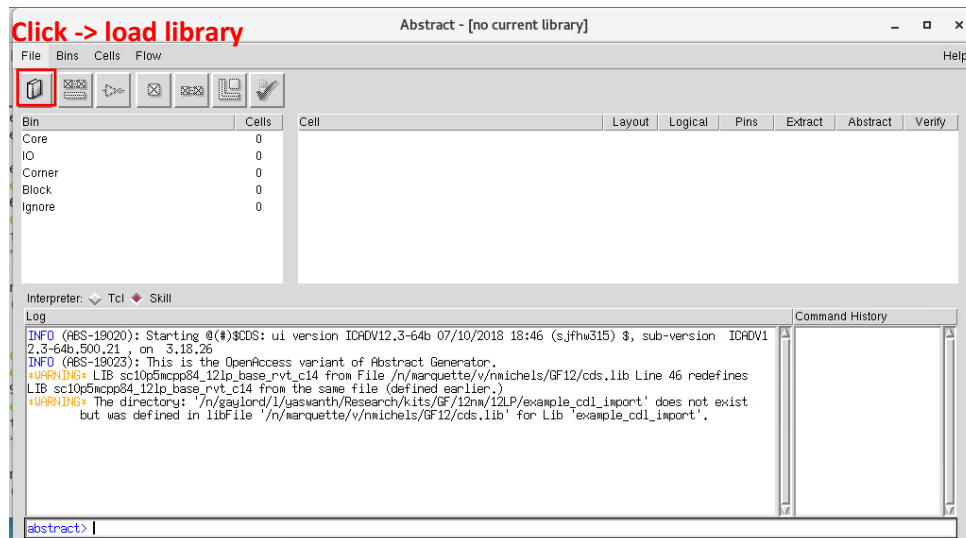 Click -> load library
Abstract - [no current library]
File Bins Cells Flow Help
Bin Cells Cell Layout Logical Pins Extract Abstract Verify
Core 0
IO 0
Corner 0
Block 0
Ignore 0
Interpreter: Tcl Skill
Log Command History
INFO (ABS-19020): Starting @(#)$CDS: ui version ICADV12.3-64b 07/10/2018 18:46 (sjfhw315) $, sub-version ICADV1
2.3-64b.500.21 , on 3.18.26
INFO (ABS-19023): This is the OpenAccess variant of Abstract Generator.
*WARNING* LIB sc10p5mcpp84_12lp_base_rvt_c14 from File /n/marquette/v/nmichels/GF12/cds.lib Line 46 redefines
LIB sc10p5mcpp84_12lp_base_rvt_c14 from the same file (defined earlier.)
*WARNING* The directory: '/n/gaylord/l/yaswanth/Research/kits/GF/12nm/12LP/example_cdl_import' does not exist
but was defined in libFile '/n/marquette/v/nmichels/GF12/cds.lib' for Lib 'example_cdl_import'.
abstract>